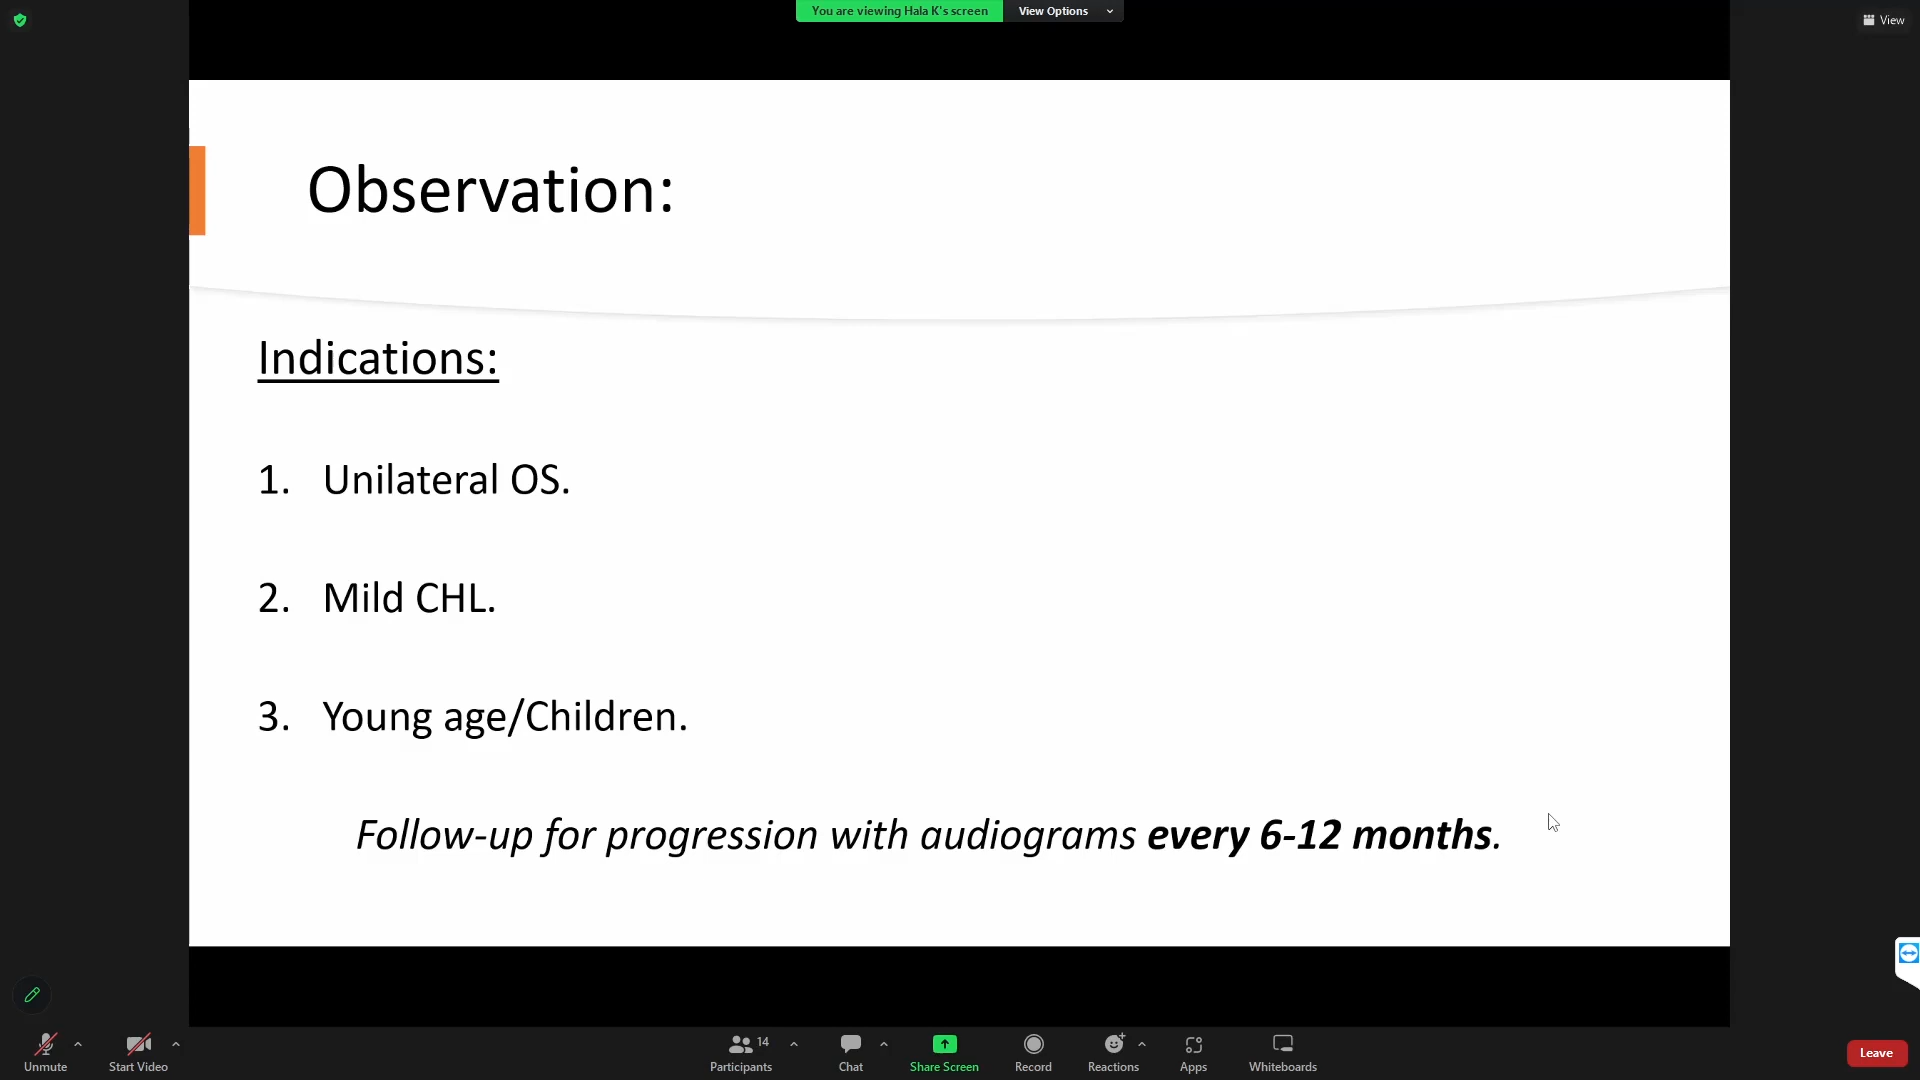 You are viewing Hala K's screen
View Options
View
Observation:
Indications:
1. Unilateral OS.
2. Mild CHL.
3. Young age/Children.
Follow-up for progression with audiograms every 6-12 months.
Unmute
Start Video
14
Participants
Chat
Share Screen
Record
Reactions
Apps
Whiteboards
Leave